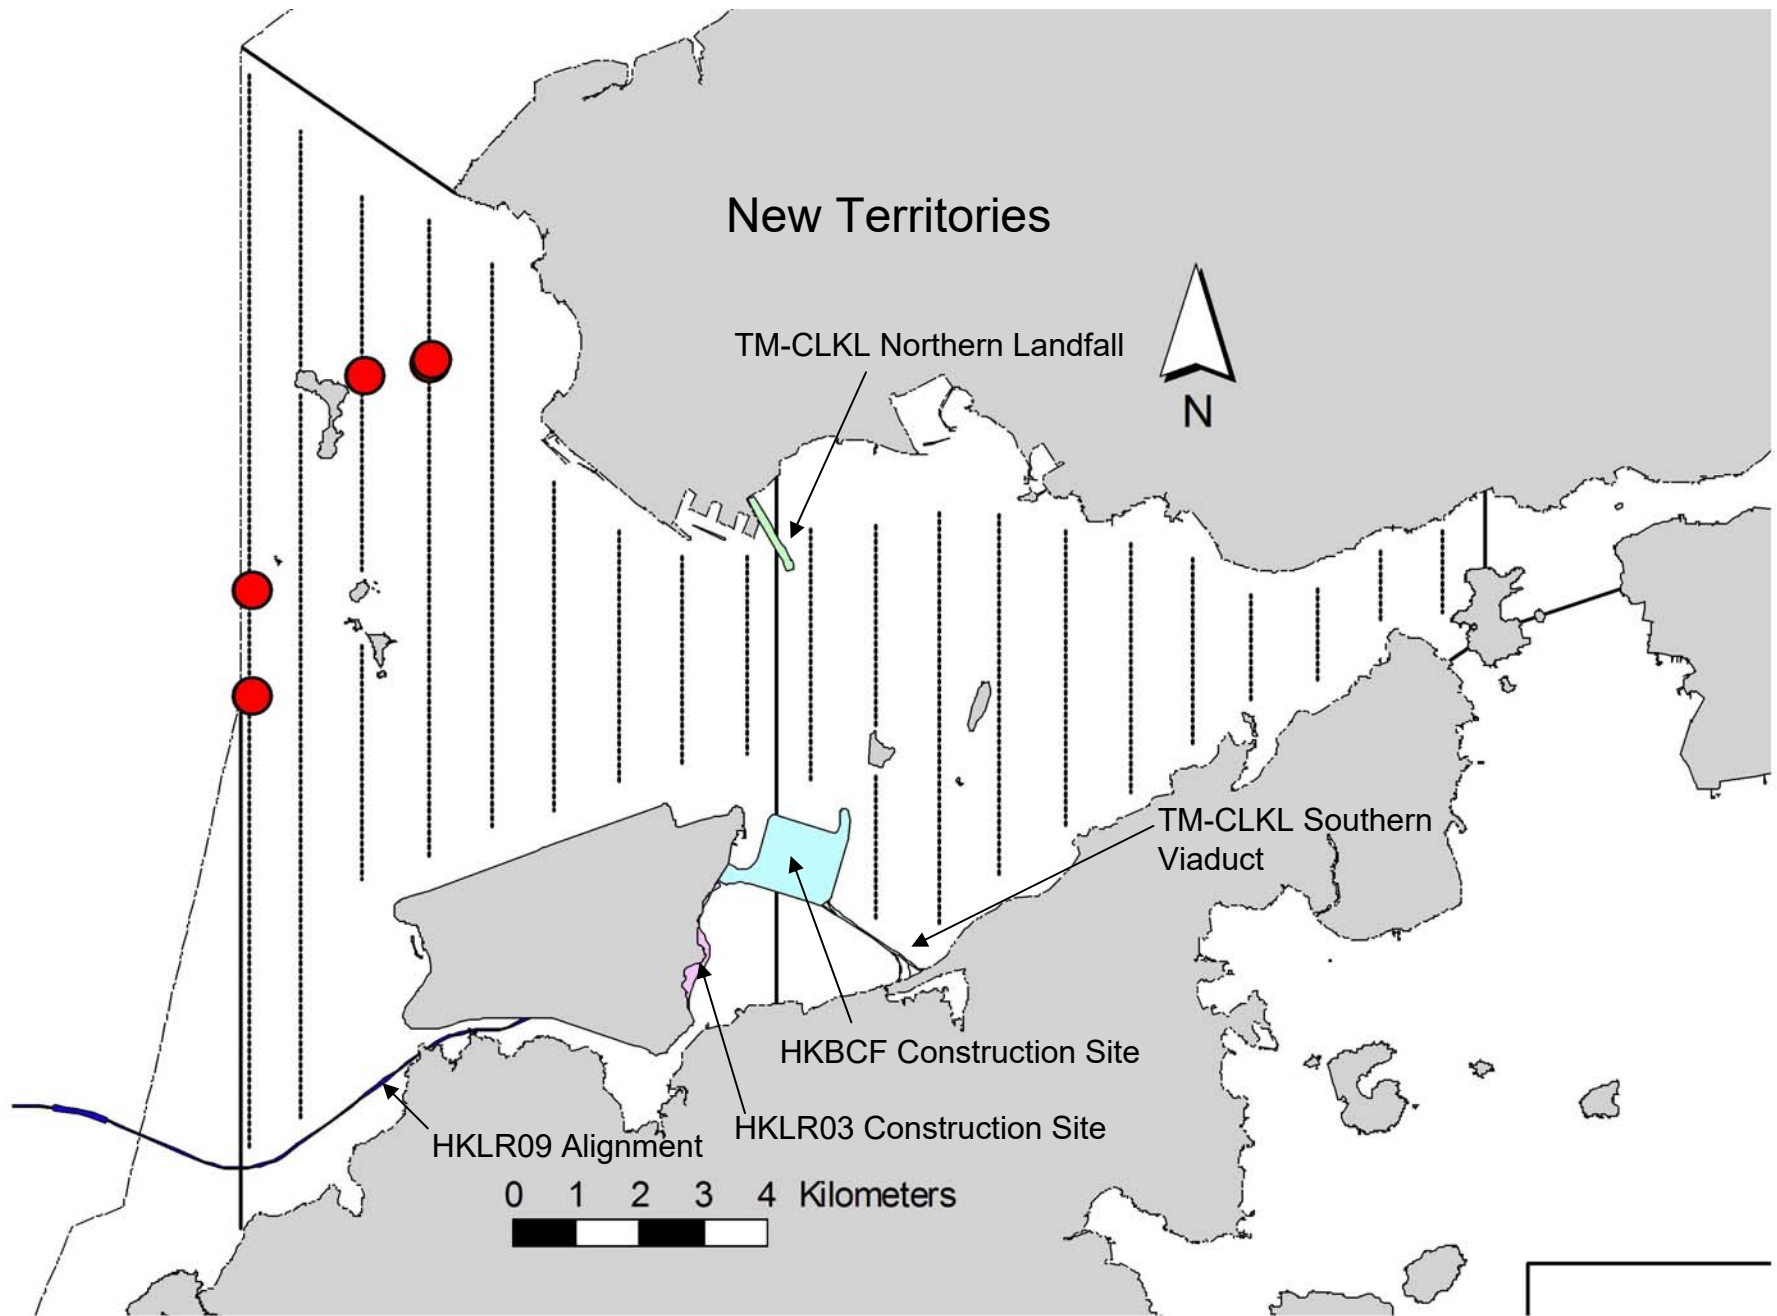 New Territories
TM-CLKL Northern Landfall
N
TM-CLKL Southern
Viaduct
HKBCF Construction Site
HKLR03 Construction Site
HKLR09 Alignment
0 1 2 3 4 Kilometers